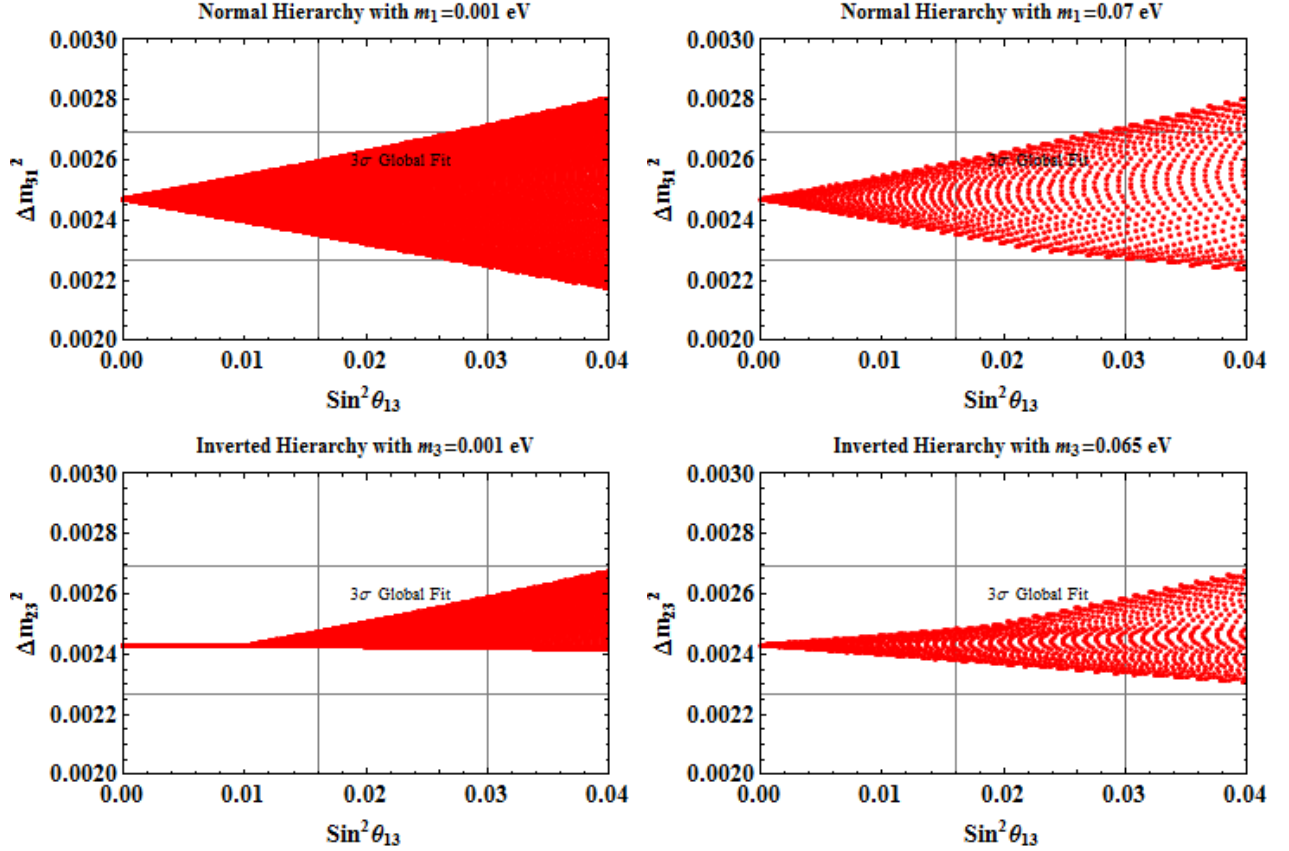 Normal Hierarchy with m₁=0.001 eV
0.0030
0.0028
0.0026
0.0024
0.0022
0.0020
Δm₃₁²
3σ Global Fit
0.00 0.01 0.02 0.03 0.04
Sin²θ₁₃
Normal Hierarchy with m₁=0.07 eV
0.0030
0.0028
0.0026
0.0024
0.0022
0.0020
Δm₃₁²
3σ Global Fit
0.00 0.01 0.02 0.03 0.04
Sin²θ₁₃
Inverted Hierarchy with m₃=0.001 eV
0.0030
0.0028
0.0026
0.0024
0.0022
0.0020
Δm₂₃²
3σ Global Fit
0.00 0.01 0.02 0.03 0.04
Sin²θ₁₃
Inverted Hierarchy with m₃=0.065 eV
0.0030
0.0028
0.0026
0.0024
0.0022
0.0020
Δm₂₃²
3σ Global Fit
0.00 0.01 0.02 0.03 0.04
Sin²θ₁₃